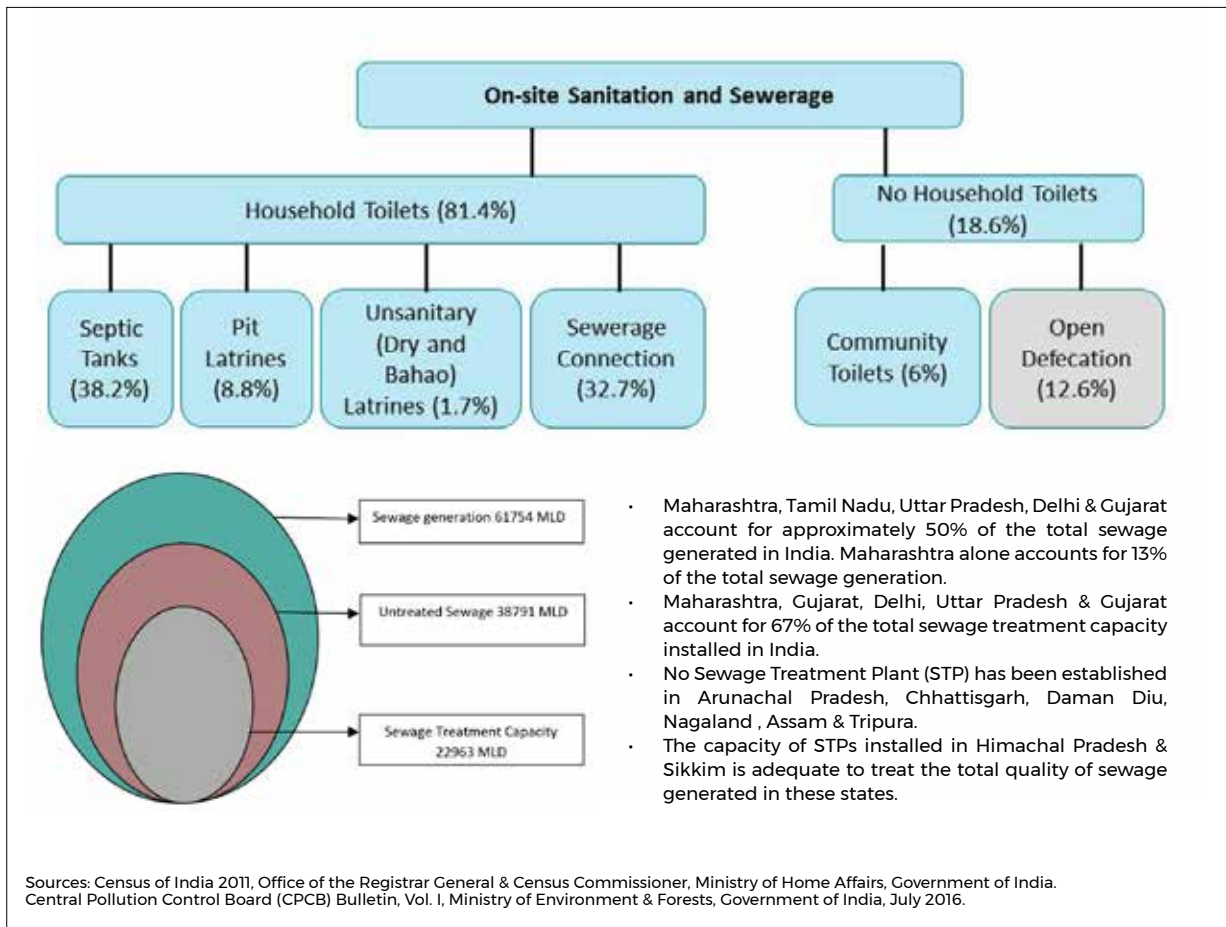 On-site Sanitation and Sewerage
Household Toilets (81.4%)
No Household Toilets
(18.6%)
Septic
Tanks
(38.2%)
Pit
Latrines
(8.8%)
Unsanitary
(Dry and
Bahao)
Latrines (1.7%)
Sewerage
Connection
(32.7%)
Community
Toilets (6%)
Open
Defecation
(12.6%)
Sewage generation 61754 MLD
Untreated Sewage 38791 MLD
Sewage Treatment Capacity
22963 MLD
• Maharashtra, Tamil Nadu, Uttar Pradesh, Delhi & Gujarat
account for approximately 50% of the total sewage
generated in India. Maharashtra alone accounts for 13%
of the total sewage generation.
• Maharashtra, Gujarat, Delhi, Uttar Pradesh & Gujarat
account for 67% of the total sewage treatment capacity
installed in India.
• No Sewage Treatment Plant (STP) has been established
in Arunachal Pradesh, Chhattisgarh, Daman Diu,
Nagaland , Assam & Tripura.
• The capacity of STPs installed in Himachal Pradesh &
Sikkim is adequate to treat the total quality of sewage
generated in these states.
Sources: Census of India 2011, Office of the Registrar General & Census Commissioner, Ministry of Home Affairs, Government of India.
Central Pollution Control Board (CPCB) Bulletin, Vol. I, Ministry of Environment & Forests, Government of India, July 2016.